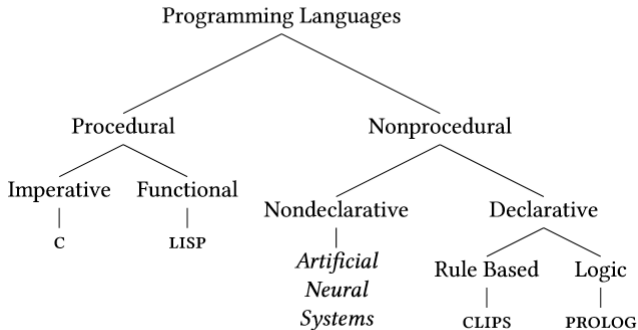 Programming Languages
Procedural Nonprocedural
Imperative Functional
Nondeclarative Declarative
C LISP
Artificial
Neural
Systems
Rule Based Logic
CLIPS PROLOG